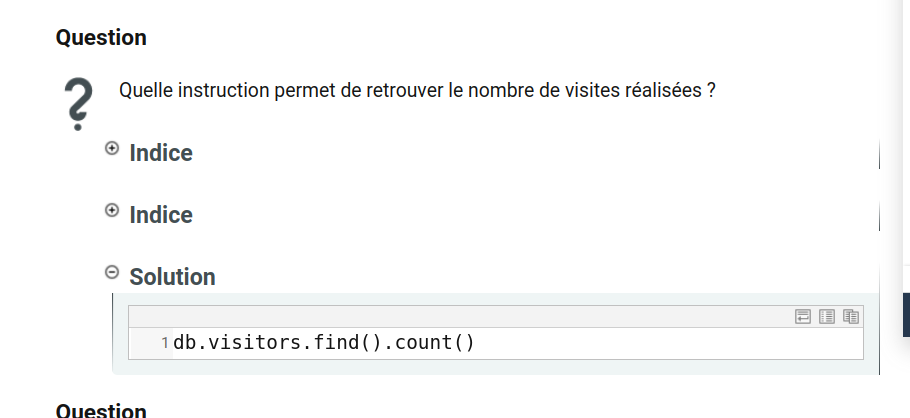 Question
Quelle instruction permet de retrouver le nombre de visites réalisées ?
Indice
Indice
Solution
1 db.visitors.find().count()
Question